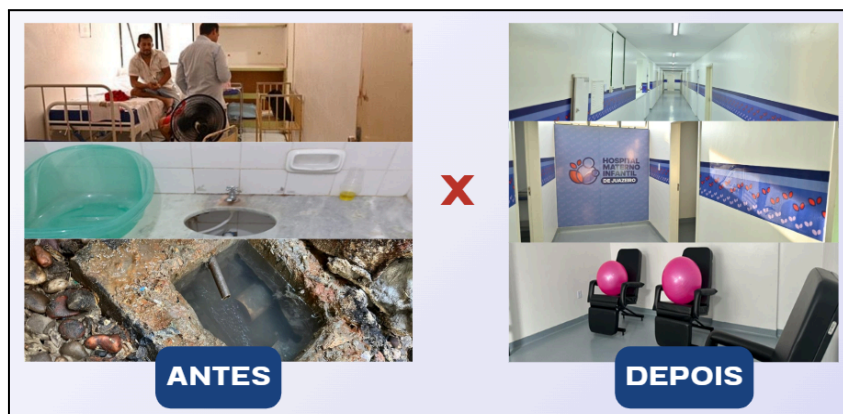 X
HOSPITAL
MATERNO
INFANTIL
DE JUAZEIRO
ANTES
DEPOIS